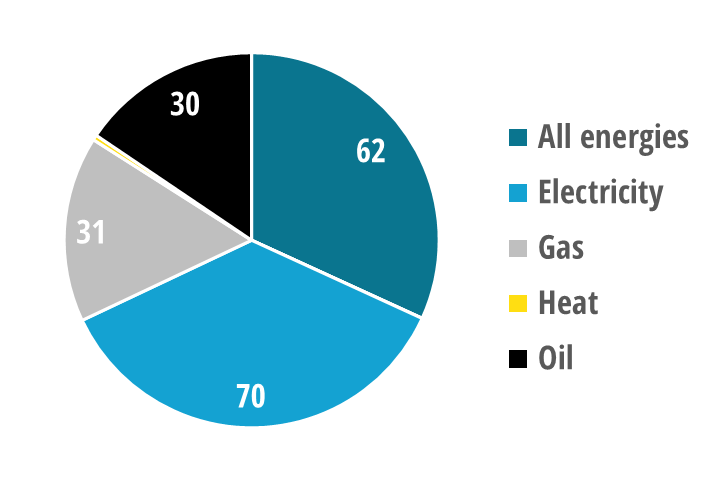 30
62
31
70
All energies
Electricity
Gas
Heat
Oil